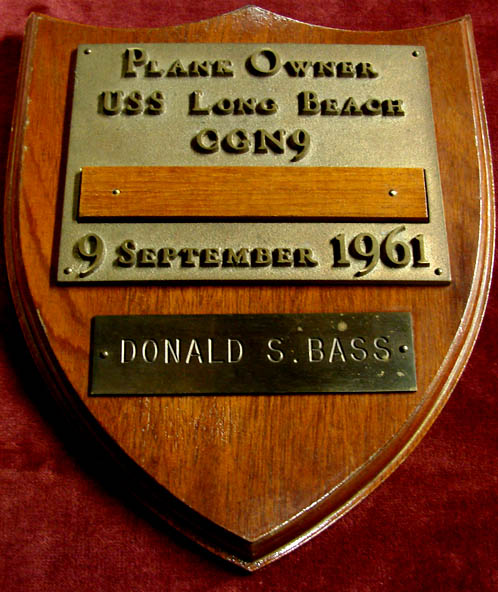 PLANK OWNER
USS LONG BEACH
CGN9
9 SEPTEMBER 1961
DONALD S. BASS